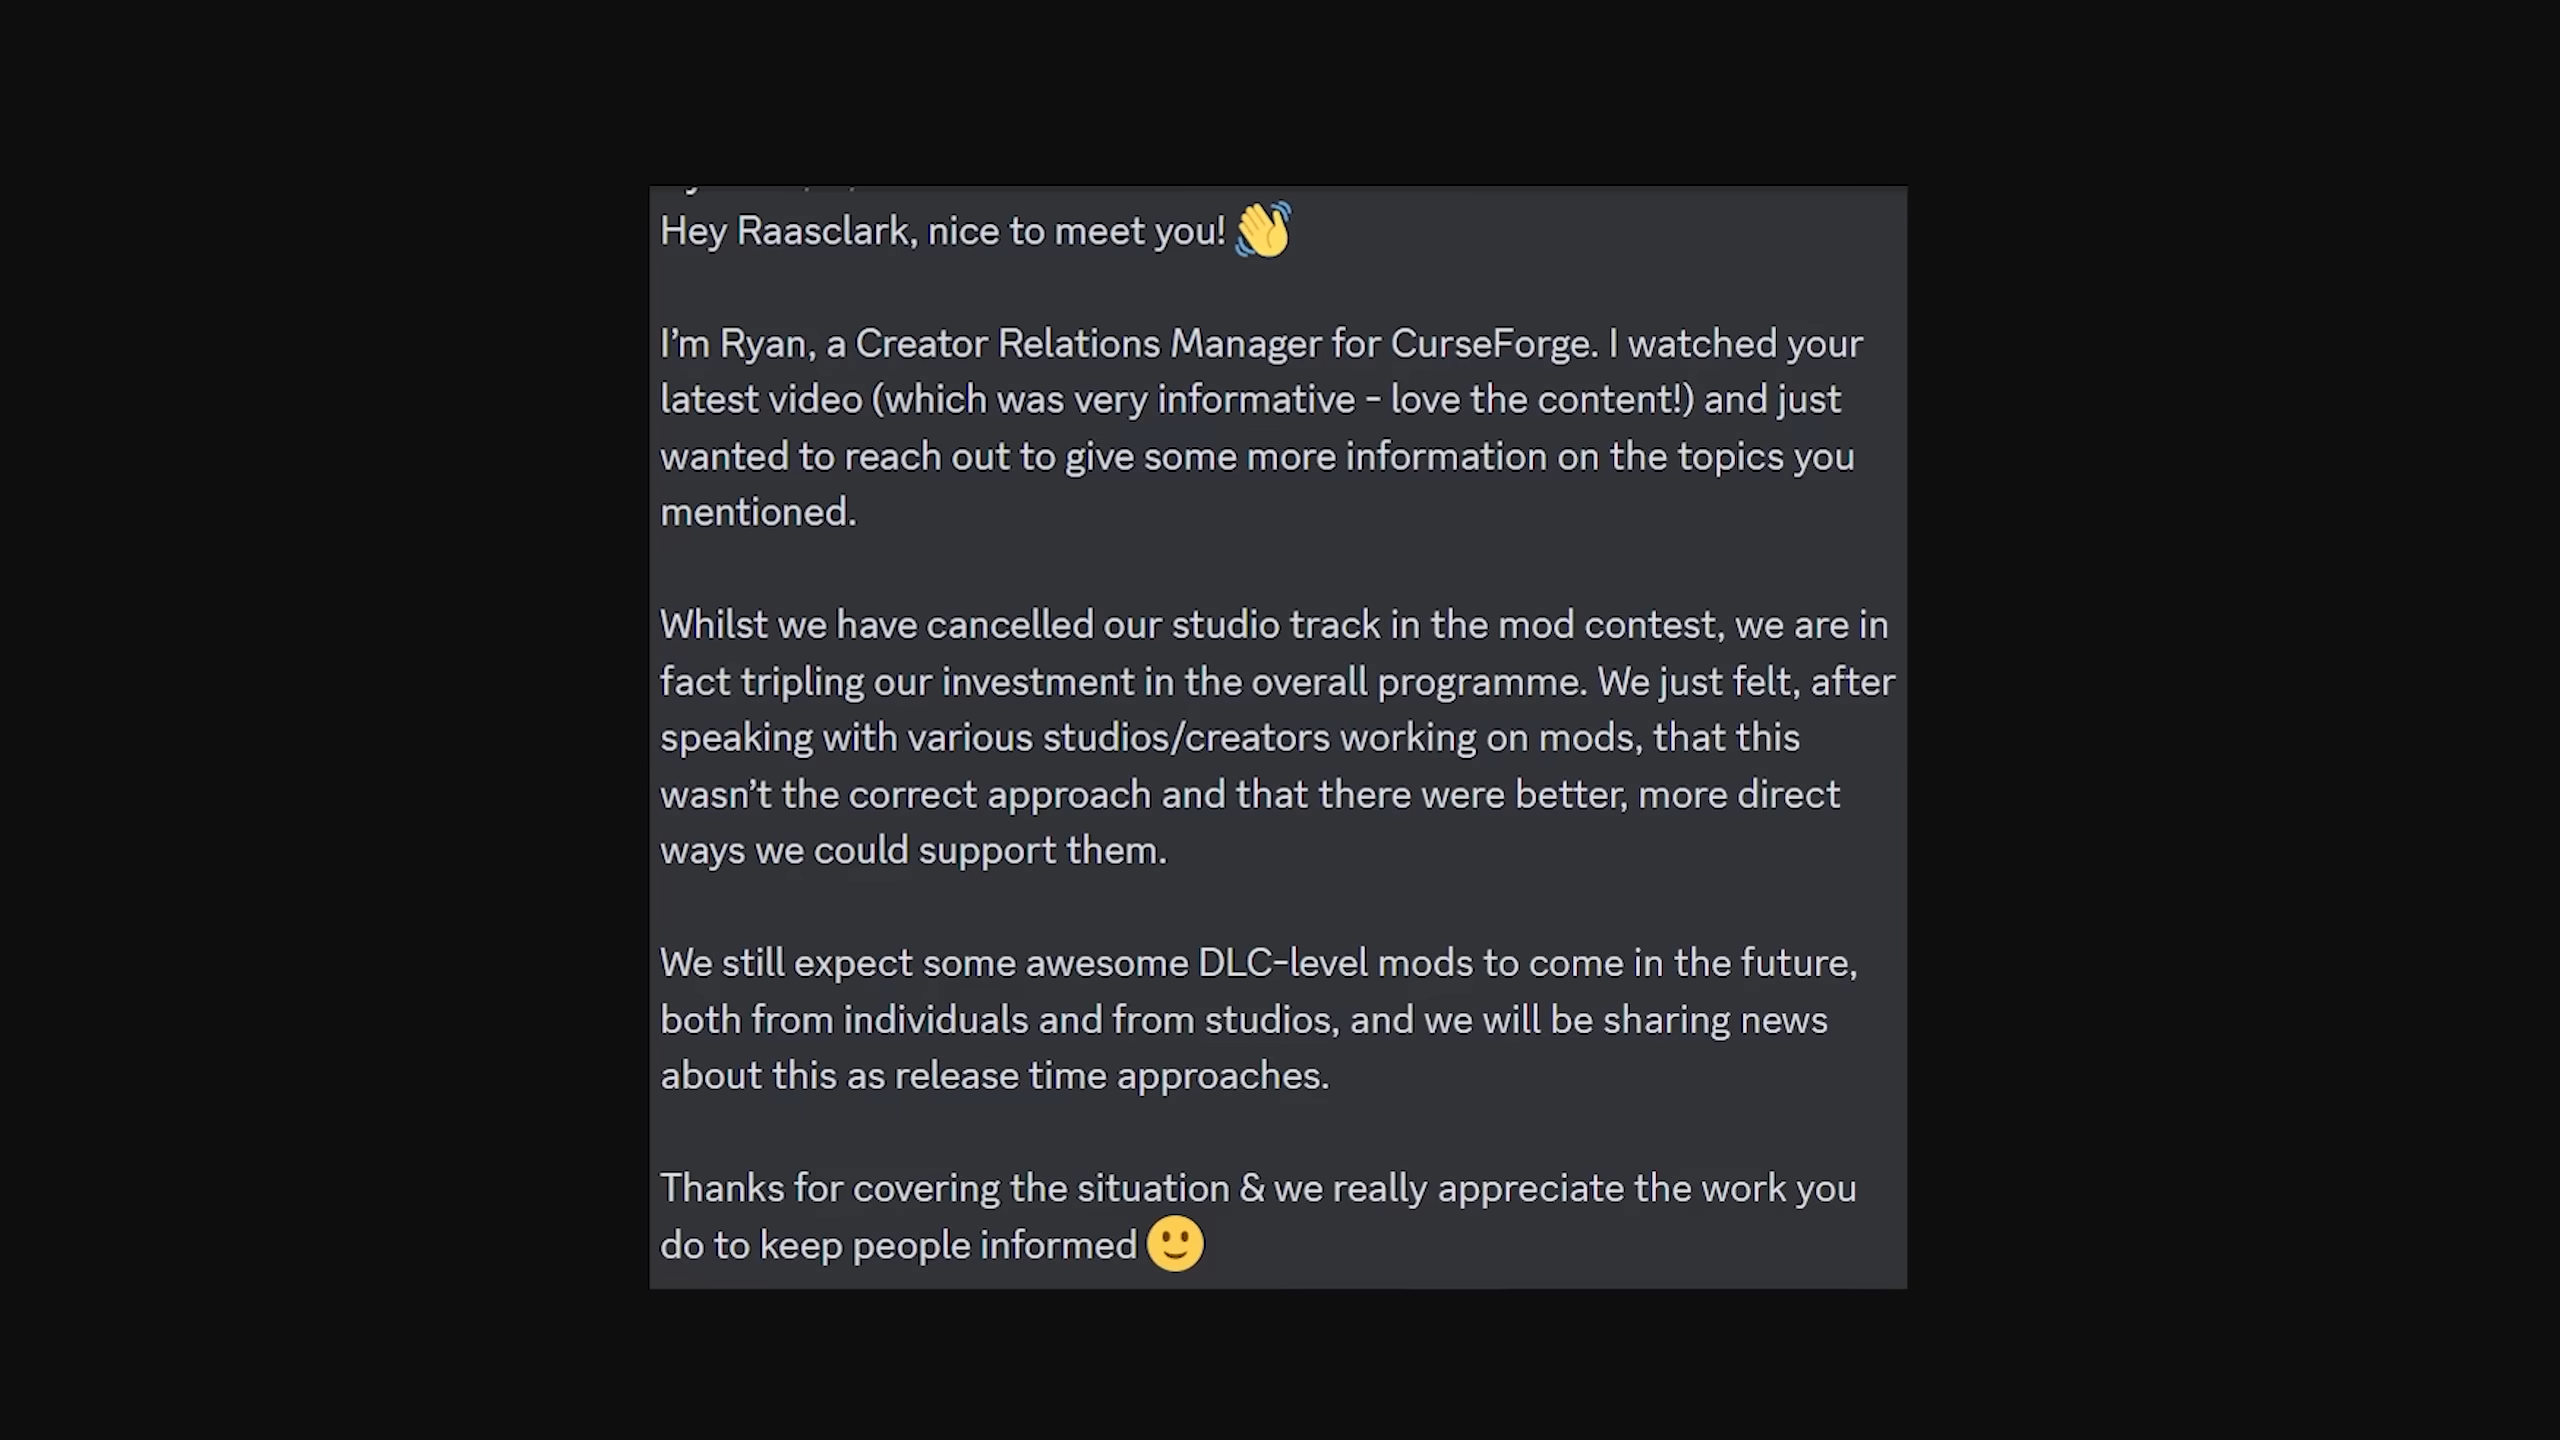 Hey Raasclark, nice to meet you! 👋
I’m Ryan, a Creator Relations Manager for CurseForge. I watched your
latest video (which was very informative - love the content!) and just
wanted to reach out to give some more information on the topics you
mentioned.
Whilst we have cancelled our studio track in the mod contest, we are in
fact tripling our investment in the overall programme. We just felt, after
speaking with various studios/creators working on mods, that this
wasn’t the correct approach and that there were better, more direct
ways we could support them.
We still expect some awesome DLC-level mods to come in the future,
both from individuals and from studios, and we will be sharing news
about this as release time approaches.
Thanks for covering the situation & we really appreciate the work you
do to keep people informed 🙂